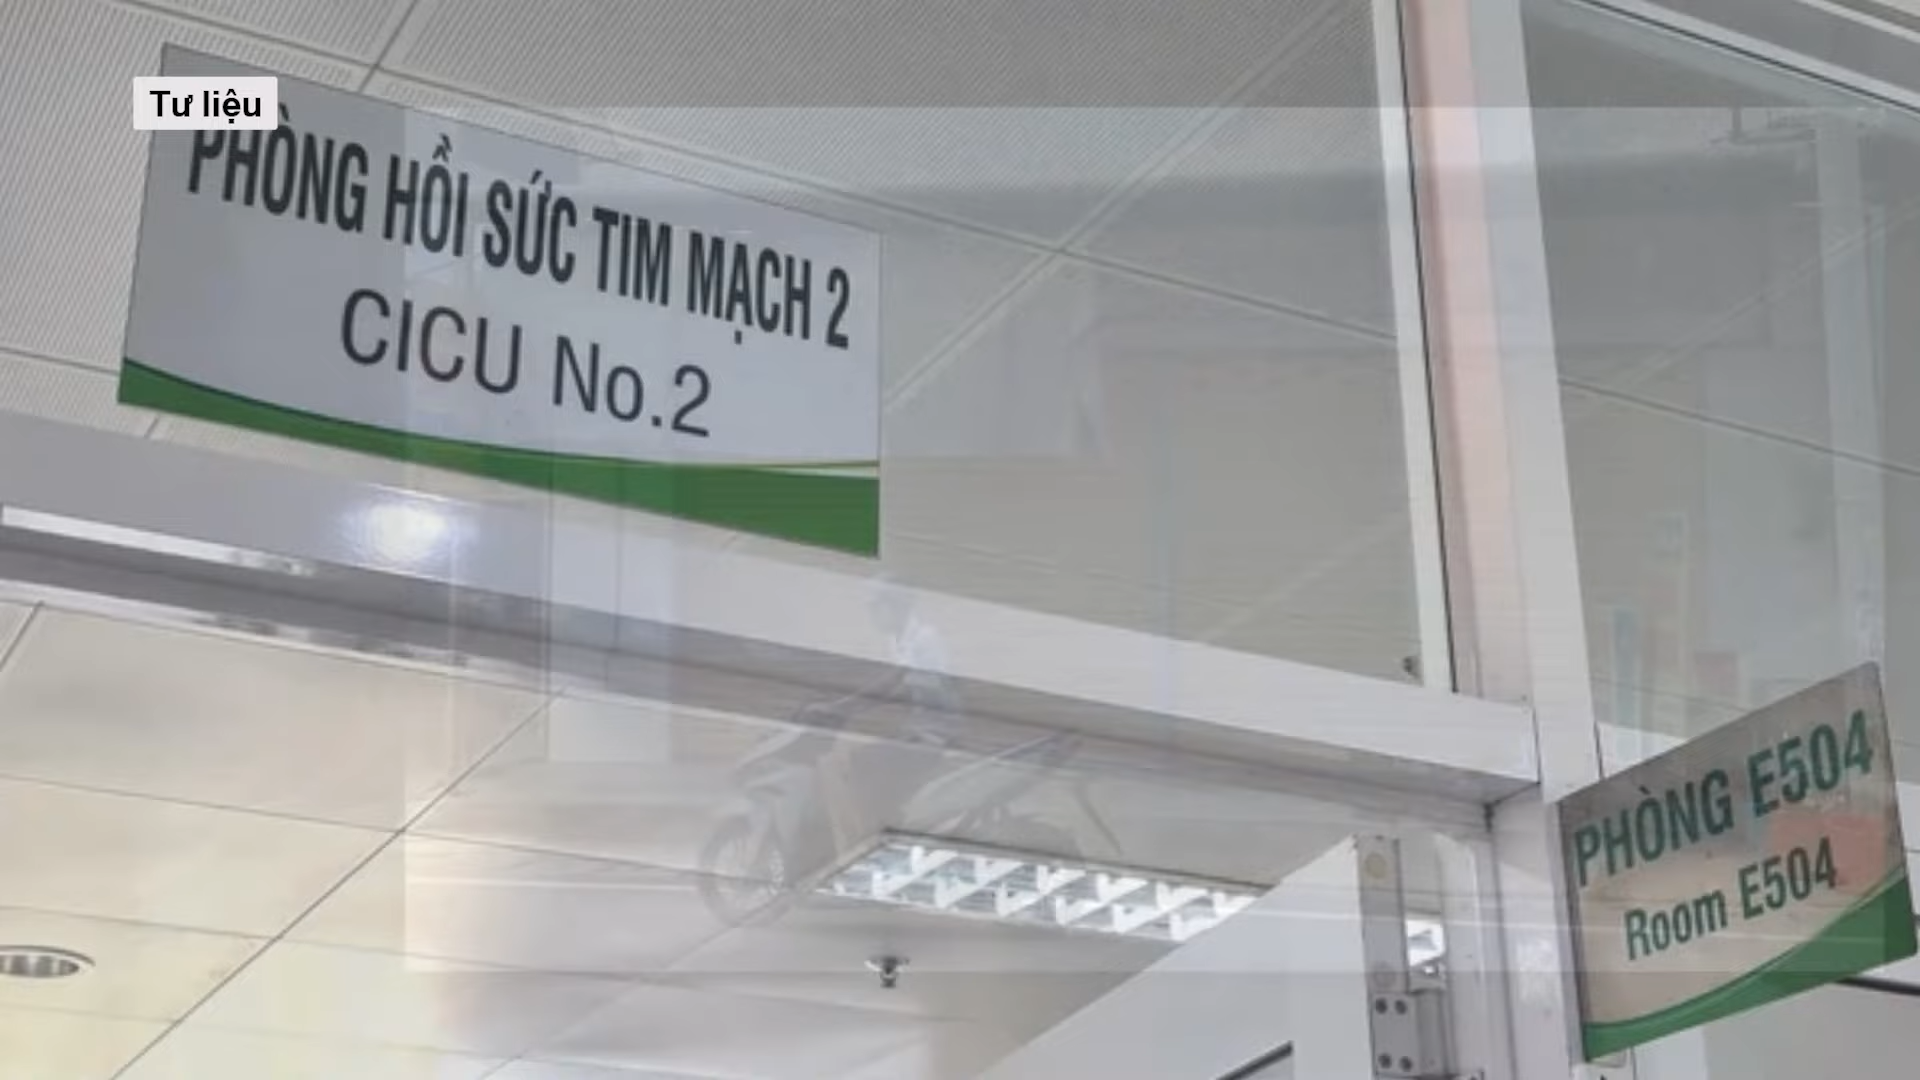 Tư liệu
PHÒNG HỒI SỨC TIM MẠCH 2
CICU No.2
PHÒNG E504
Room E504